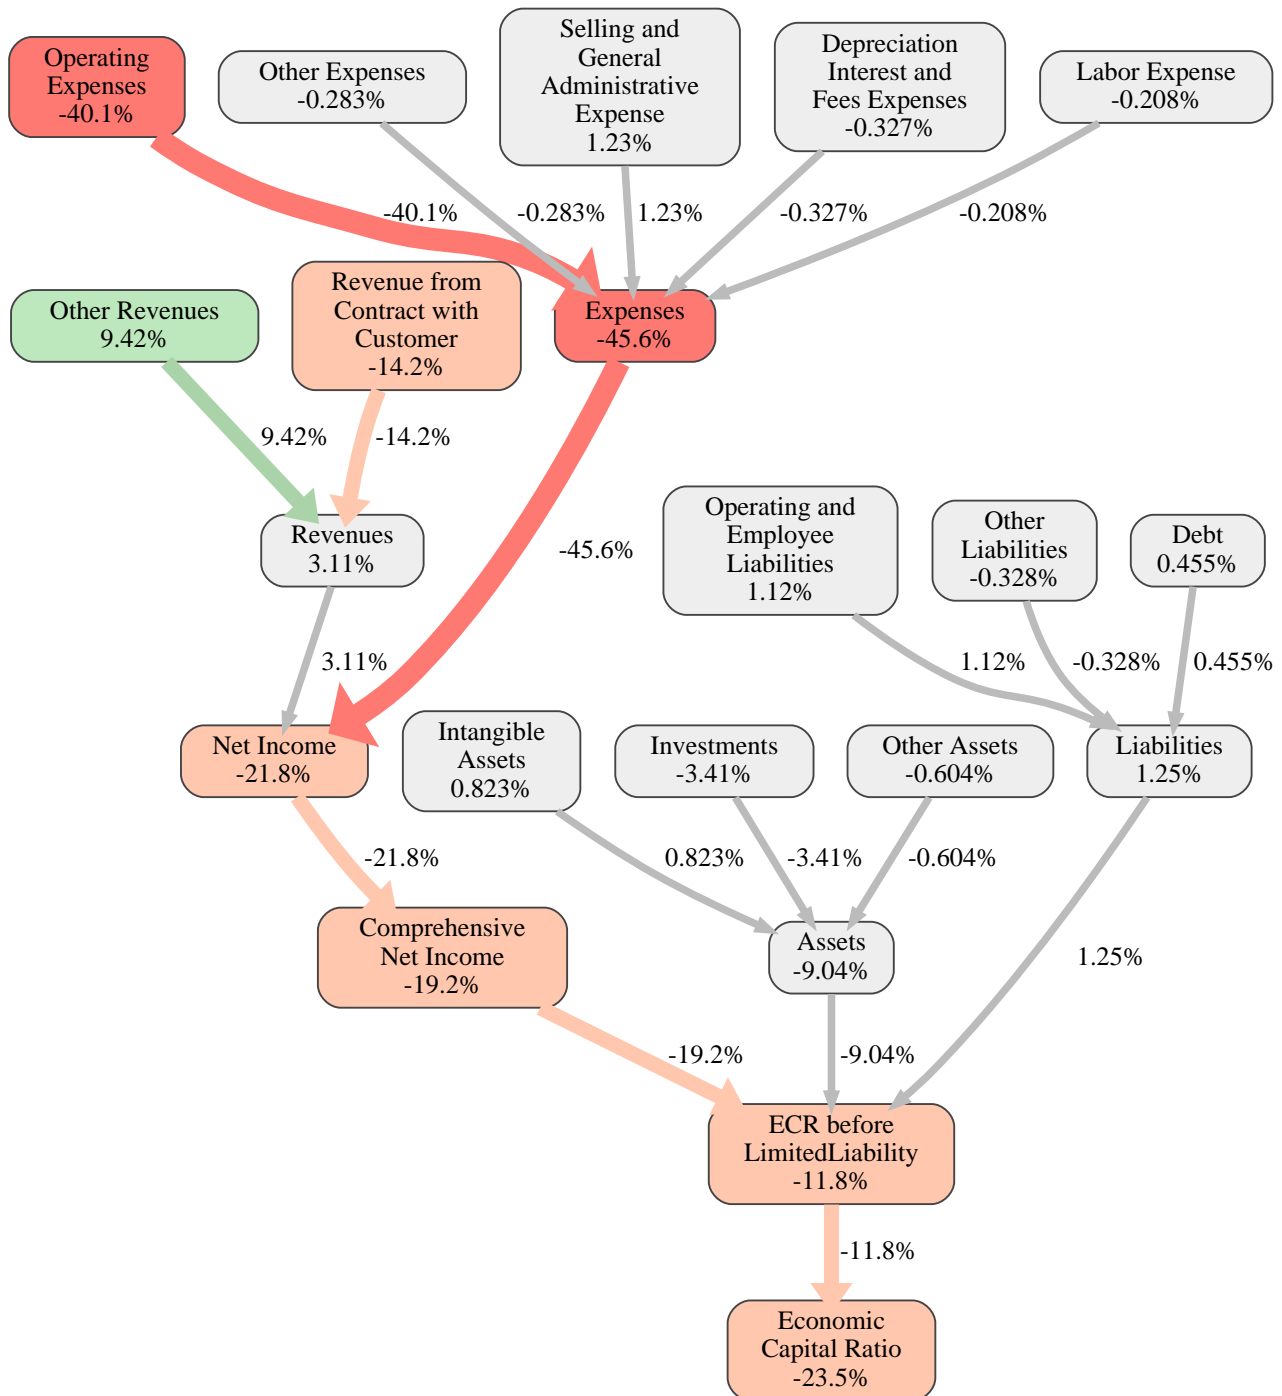 Operating
Expenses
-40.1%
Other Expenses
-0.283%
Selling and
General
Administrative
Expense
1.23%
Depreciation
Interest and
Fees Expenses
-0.327%
Labor Expense
-0.208%
-40.1%
-0.283%
1.23%
-0.327%
-0.208%
Other Revenues
9.42%
Revenue from
Contract with
Customer
-14.2%
Expenses
-45.6%
9.42%
-14.2%
Revenues
3.11%
-45.6%
Operating and
Employee
Liabilities
1.12%
Other
Liabilities
-0.328%
Debt
0.455%
3.11%
1.12%
-0.328%
0.455%
Net Income
-21.8%
Intangible
Assets
0.823%
Investments
-3.41%
Other Assets
-0.604%
Liabilities
1.25%
-21.8%
0.823%
-3.41%
-0.604%
Comprehensive
Net Income
-19.2%
Assets
-9.04%
1.25%
-19.2%
-9.04%
ECR before
LimitedLiability
-11.8%
-11.8%
Economic
Capital Ratio
-23.5%